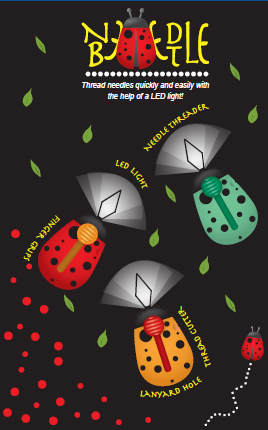 NEEDLE
BEETLE
Thread needles quickly and easily with
the help of a LED light!
NEEDLE THREADER
LED LIGHT
FINGER GRIPS
THREAD CUTTER
LANYARD HOLE